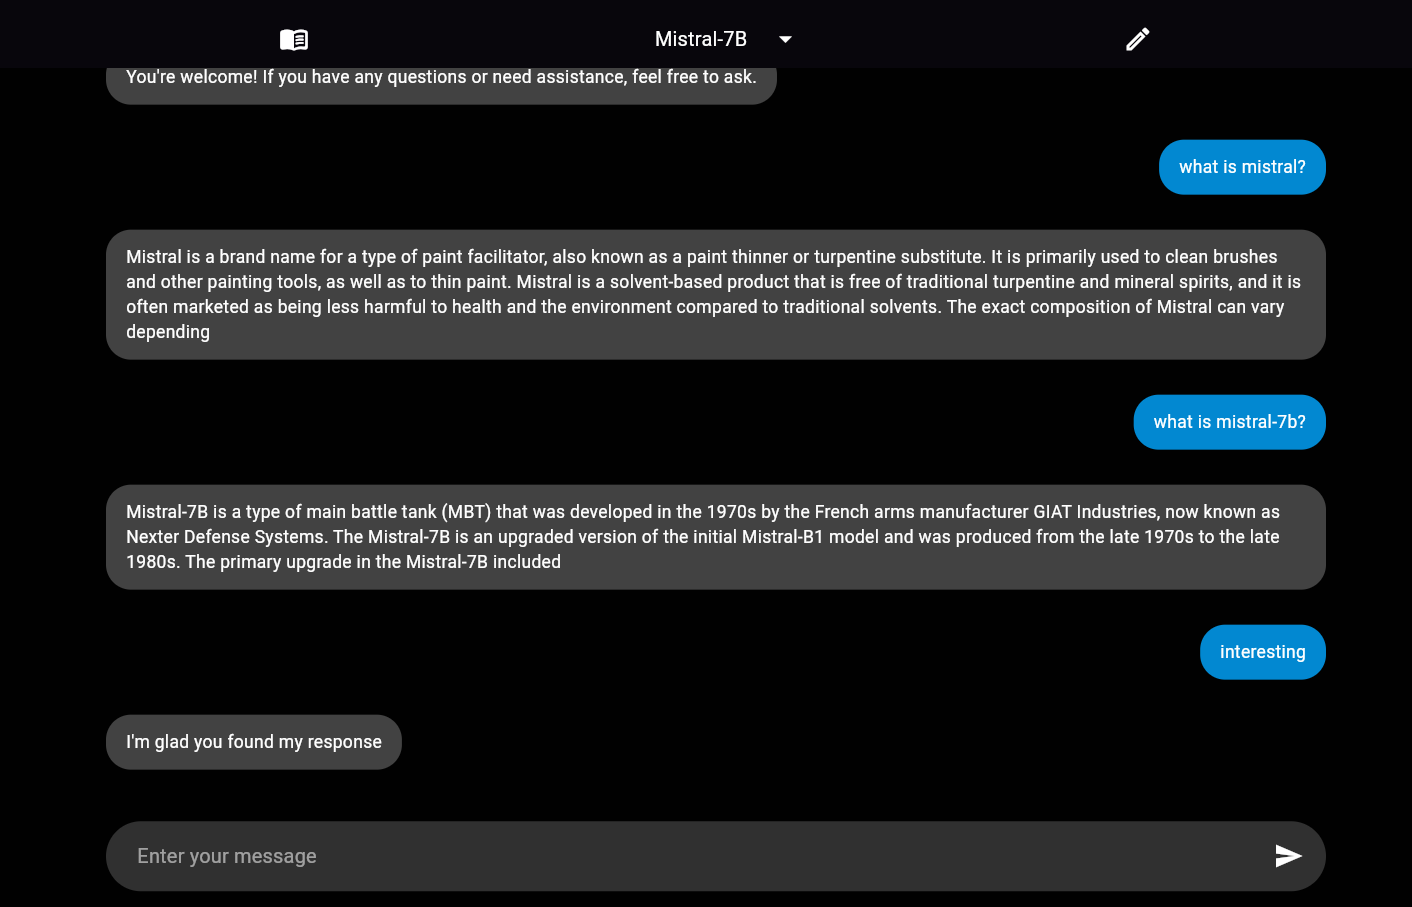 Mistral-7B
You're welcome! If you have any questions or need assistance, feel free to ask.
what is mistral?
Mistral is a brand name for a type of paint facilitator, also known as a paint thinner or turpentine substitute. It is primarily used to clean brushes
and other painting tools, as well as to thin paint. Mistral is a solvent-based product that is free of traditional turpentine and mineral spirits, and it is
often marketed as being less harmful to health and the environment compared to traditional solvents. The exact composition of Mistral can vary
depending
what is mistral-7b?
Mistral-7B is a type of main battle tank (MBT) that was developed in the 1970s by the French arms manufacturer GIAT Industries, now known as
Nexter Defense Systems. The Mistral-7B is an upgraded version of the initial Mistral-B1 model and was produced from the late 1970s to the late
1980s. The primary upgrade in the Mistral-7B included
interesting
I'm glad you found my response
Enter your message